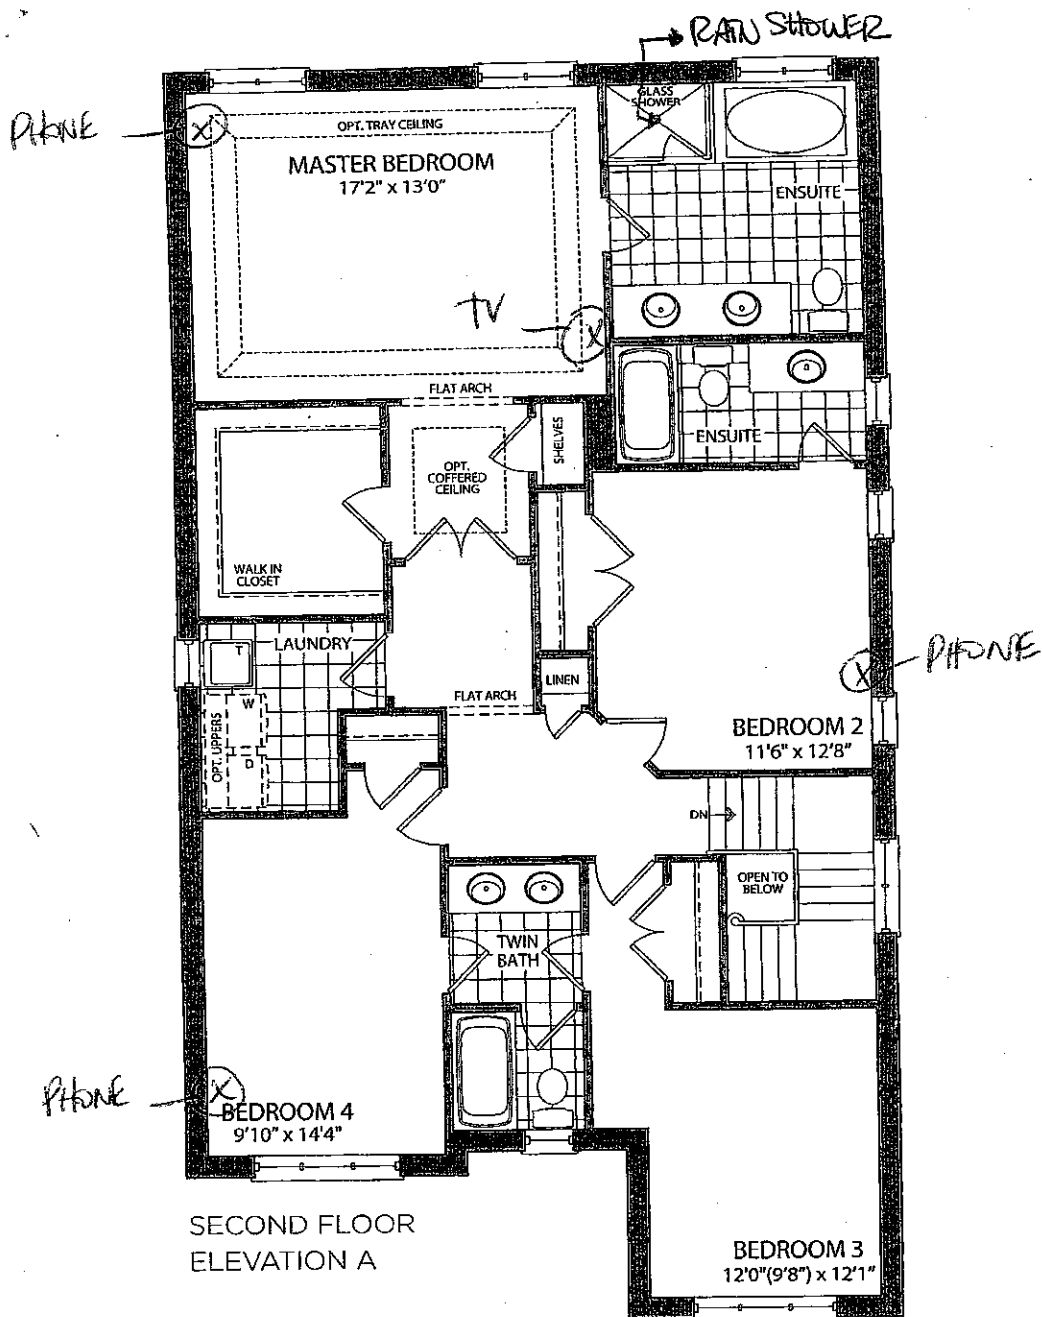 RAIN SHOWER
GLASS
SHOWER
PHONE
X
OPT. TRAY CEILING
MASTER BEDROOM
17'2" x 13'0"
ENSUITE
TV
X
FLAT ARCH
SHELVES
ENSUITE
OPT.
COFFERED
CEILING
WALK IN
CLOSET
LAUNDRY
T
W
D
OPT. UPPERS
LINEN
FLAT ARCH
X
PHONE
BEDROOM 2
11'6" x 12'8"
DN
OPEN TO
BELOW
TWIN
BATH
PHONE
X
BEDROOM 4
9'10" x 14'4"
SECOND FLOOR
ELEVATION A
BEDROOM 3
12'0"(9'8") x 12'1"